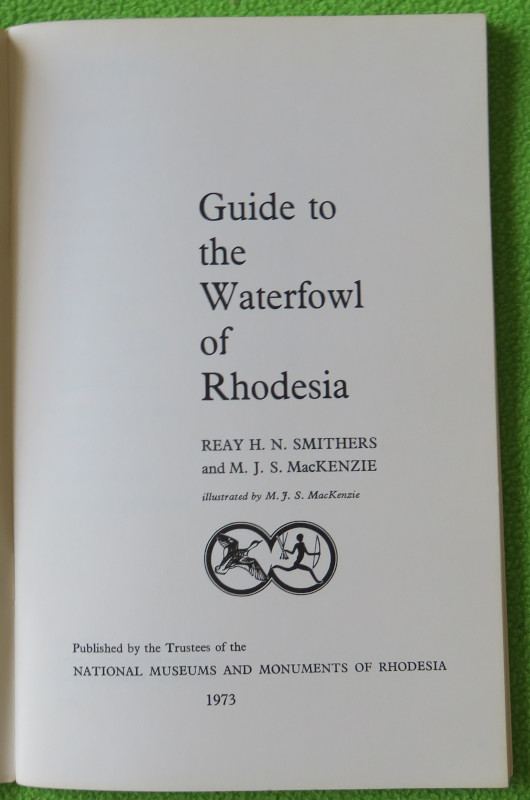 Guide to
the
Waterfowl
of
Rhodesia
REAY H. N. SMITHERS
and M. J. S. MacKENZIE
illustrated by M. J. S. MacKenzie
Published by the Trustees of the
NATIONAL MUSEUMS AND MONUMENTS OF RHODESIA
1973